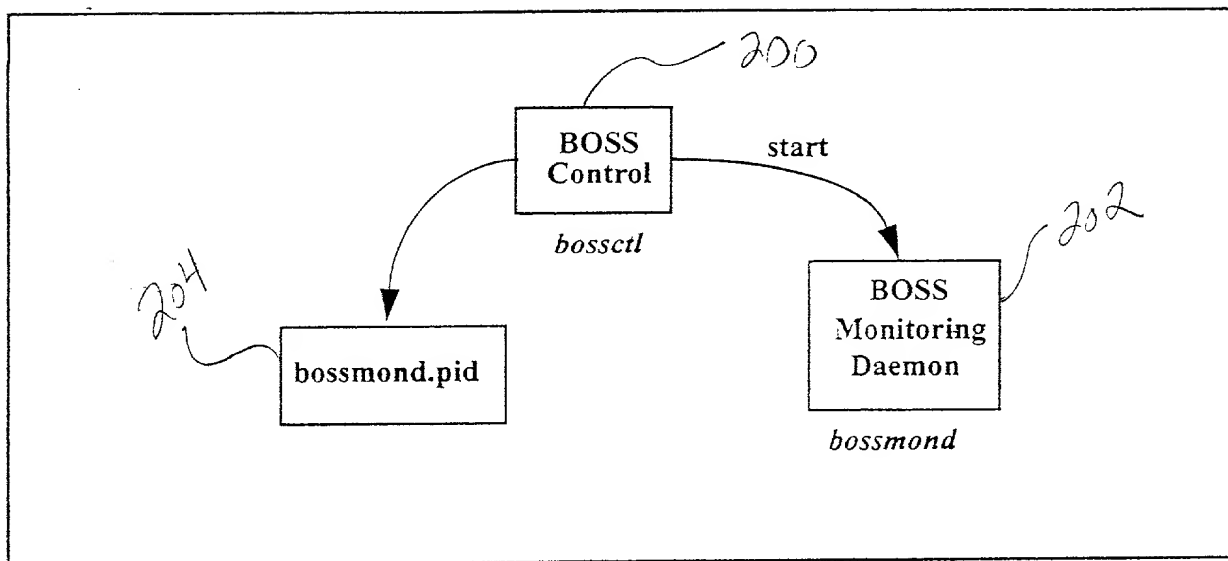 200
BOSS
Control
start
bossctl
202
204
BOSS
Monitoring
Daemon
bossmond.pid
bossmond